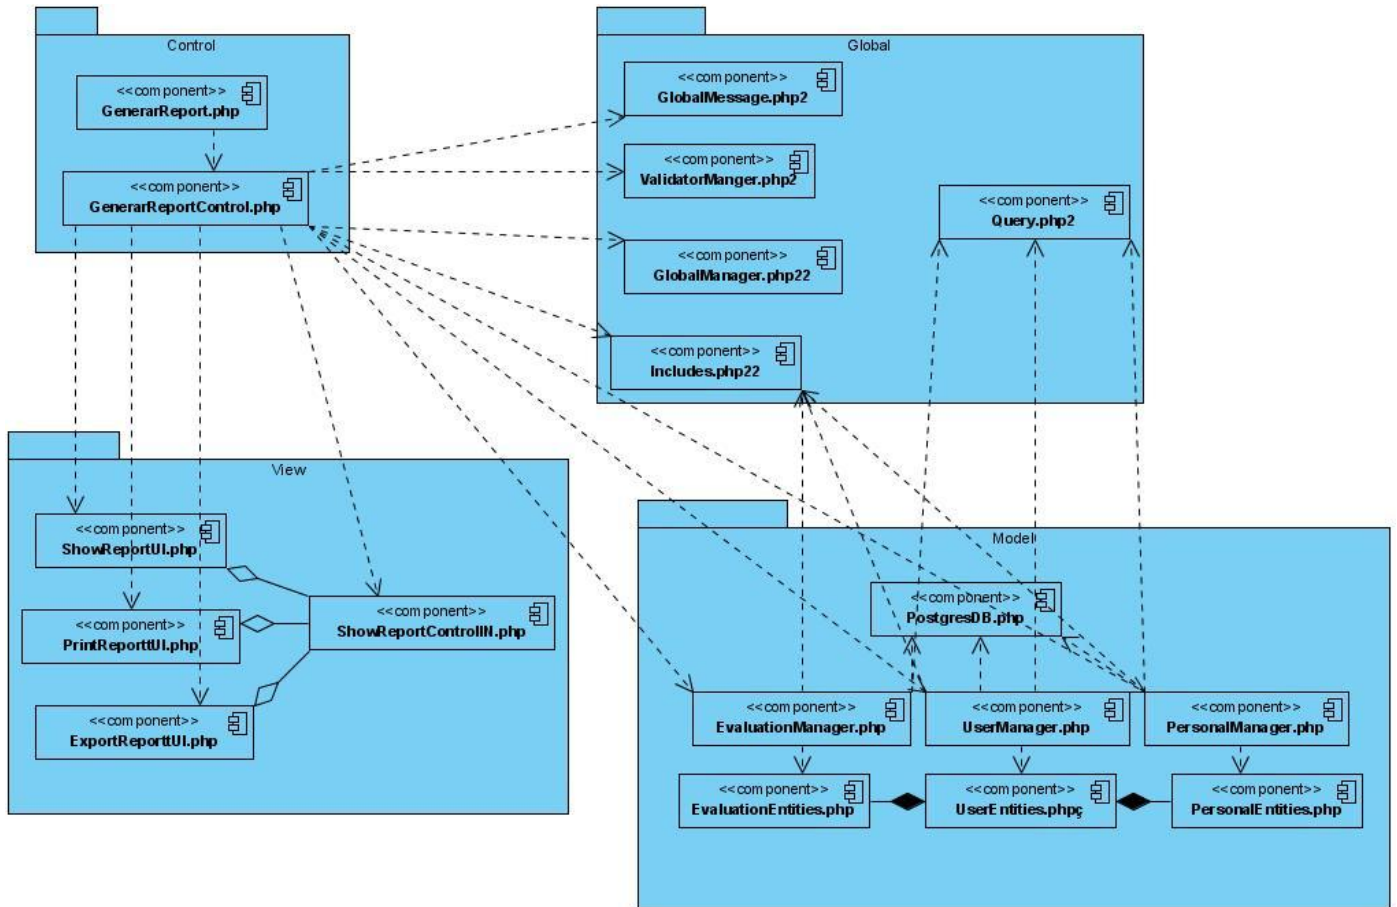 Control
<<component>>
GenerarReport.php
<<component>>
GenerarReportControl.php
Global
<<component>>
GlobalMessage.php2
<<component>>
ValidatorManger.php2
<<component>>
Query.php2
<<component>>
GlobalManager.php22
<<component>>
Includes.php22
View
<<component>>
ShowReportUI.php
<<component>>
PrintReporttUI.php
<<component>>
ShowReportControlIN.php
<<component>>
ExportReporttUI.php
Model
<<component>>
PostgresDB.php
<<component>>
EvaluationManager.php
<<component>>
UserManager.php
<<component>>
PersonalManager.php
<<component>>
EvaluationEntities.php
<<component>>
UserEntities.phpç
<<component>>
PersonalEntities.php